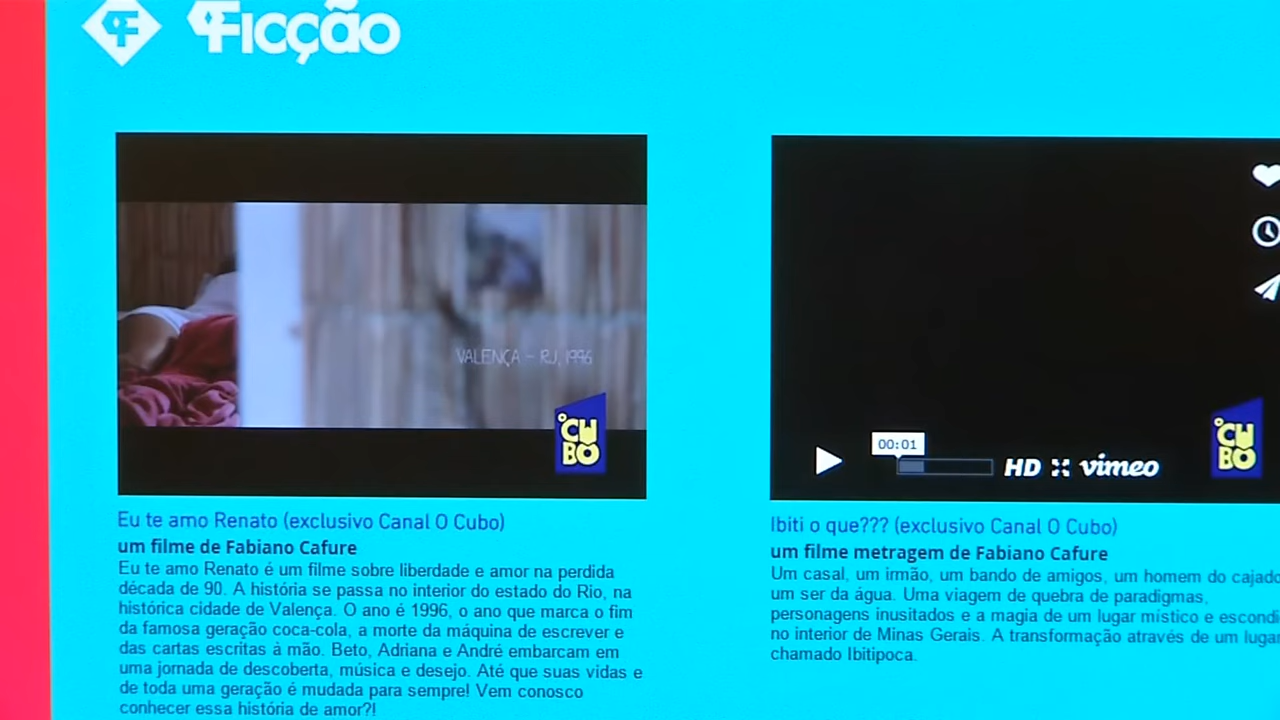 Ficção
VALENÇA - RJ, 1996
O CUBO
Eu te amo Renato (exclusivo Canal O Cubo)
um filme de Fabiano Cafure
Eu te amo Renato é um filme sobre liberdade e amor na perdida
década de 90. A história se passa no interior do estado do Rio, na
histórica cidade de Valença. O ano é 1996, o ano que marca o fim
da famosa geração coca-cola, a morte da máquina de escrever e
das cartas escritas à mão. Beto, Adriana e André embarcam em
uma jornada de descoberta, música e desejo. Até que suas vidas e
de toda uma geração é mudada para sempre! Vem conosco
conhecer essa história de amor?!
00:01
HD vimeo
O CUBO
Ibiti o que??? (exclusivo Canal O Cubo)
um filme metragem de Fabiano Cafure
Um casal, um irmão, um bando de amigos, um homem do cajado
um ser da água. Uma viagem de quebra de paradigmas,
personagens inusitados e a magia de um lugar místico e escondi
no interior de Minas Gerais. A transformação através de um lugar
chamado Ibitipoca.